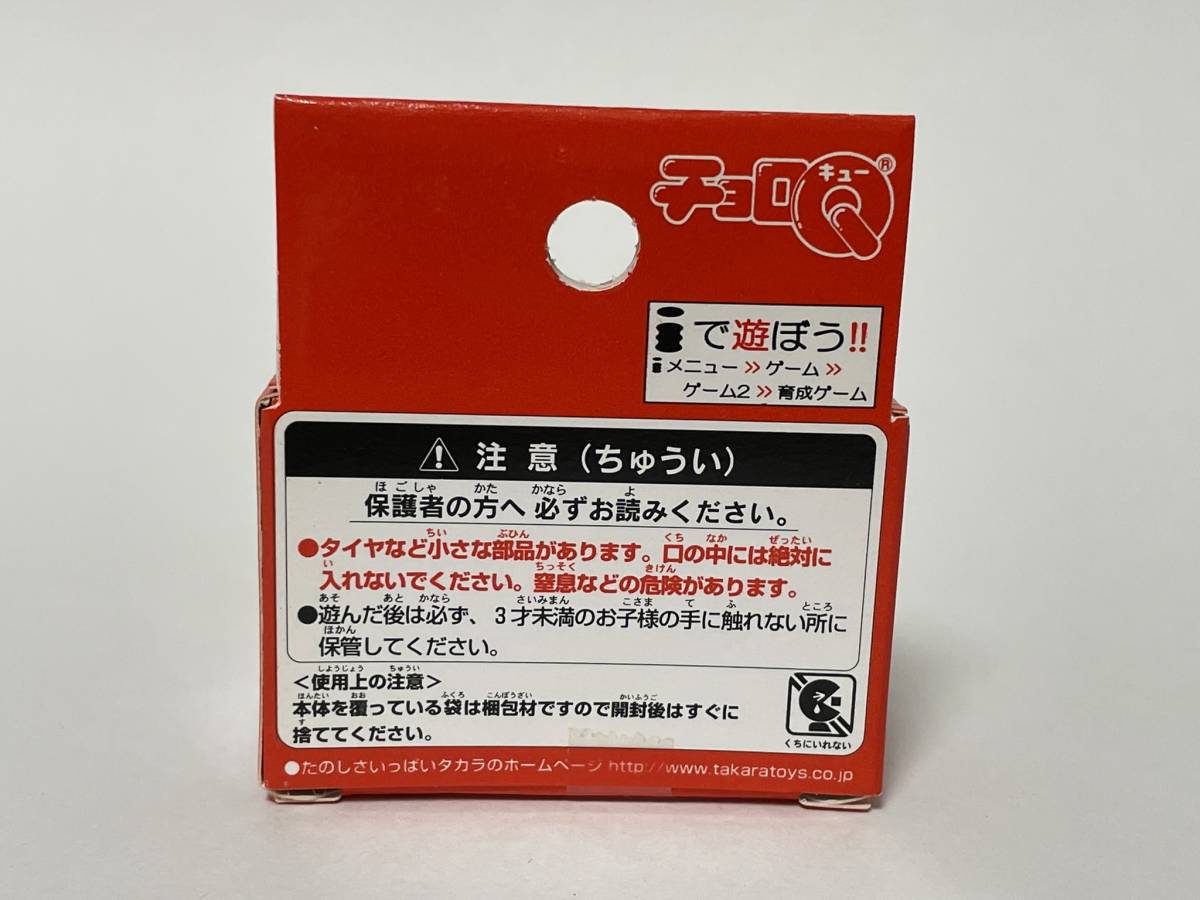 チョロQ
キュー
®
iで遊ぼう!!
iメニュー≫ゲーム≫
ゲーム2≫育成ゲーム
注意（ちゅうい）
ほごしゃ かた かなら よ
保護者の方へ 必ずお読みください。
ちい ぶひん くち なか ぜったい
●タイヤなど小さな部品があります。口の中には絶対に
い ちっそく きけん
入れないでください。窒息などの危険があります。
あそ あと かなら さいみまん こさま て ふ ところ
●遊んだ後は必ず、3才未満のお子様の手に触れない所に
ほかん
保管してください。
しようじょう ちゅうい
＜使用上の注意＞
ほんたい おお ふくろ こんぽうざい かいふうご
本体を覆っている袋は梱包材ですので開封後はすぐに
す
捨ててください。
くちにいれない
●たのしさいっぱいタカラのホームページ http://www.takaratoys.co.jp